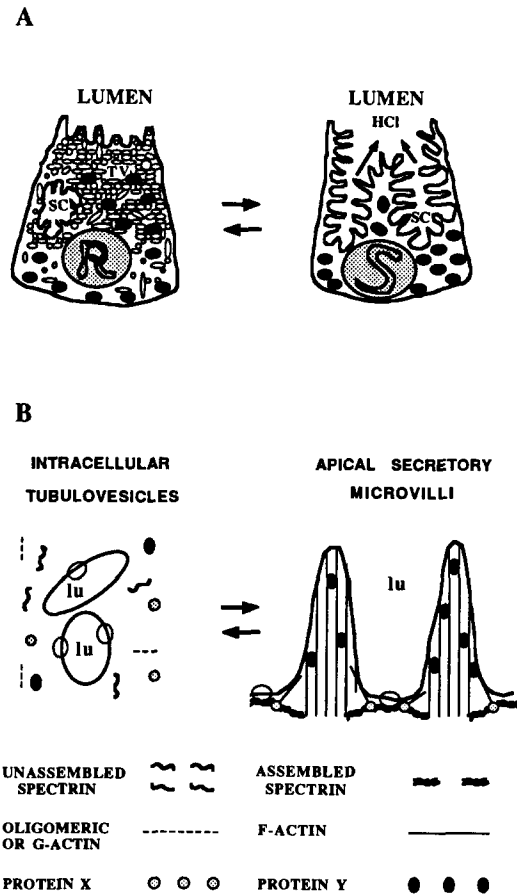 A
LUMEN
TV
SC
R
LUMEN
HCl
SC
S
B
INTRACELLULAR
TUBULOVESICLES
APICAL SECRETORY
MICROVILLI
lu
lu
lu
UNASSEMBLED
SPECTRIN
ASSEMBLED
SPECTRIN
OLIGOMERIC
OR G-ACTIN
F-ACTIN
PROTEIN X
PROTEIN Y